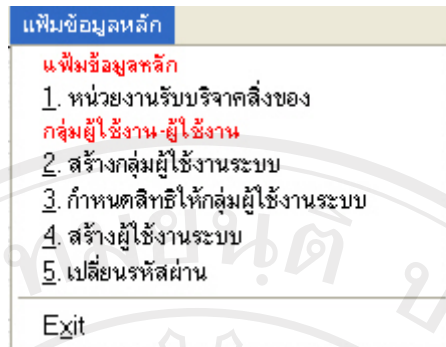 แฟ้มข้อมูลหลัก
แฟ้มข้อมูลหลัก
1. หน่วยงานรับบริจาคสิ่งของ
กลุ่มผู้ใช้งาน-ผู้ใช้งาน
2. สร้างกลุ่มผู้ใช้งานระบบ
3. กำหนดสิทธิให้กลุ่มผู้ใช้งานระบบ
4. สร้างผู้ใช้งานระบบ
5. เปลี่ยนรหัสผ่าน
Exit